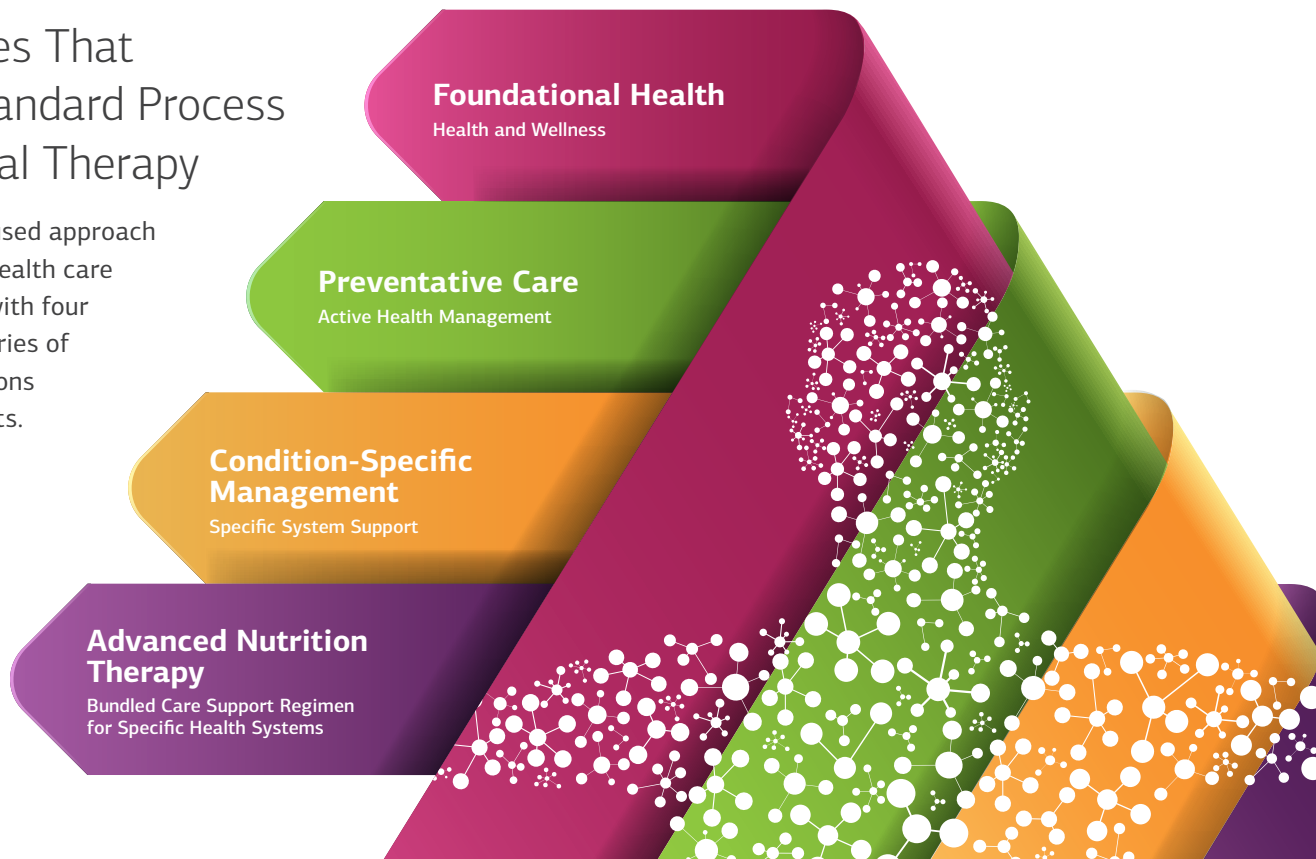 es That
andard Process
al Therapy
sed approach
ealth care
with four
ries of
ons
ts.
Foundational Health
Health and Wellness
Preventative Care
Active Health Management
Condition-Specific
Management
Specific System Support
Advanced Nutrition
Therapy
Bundled Care Support Regimen
for Specific Health Systems